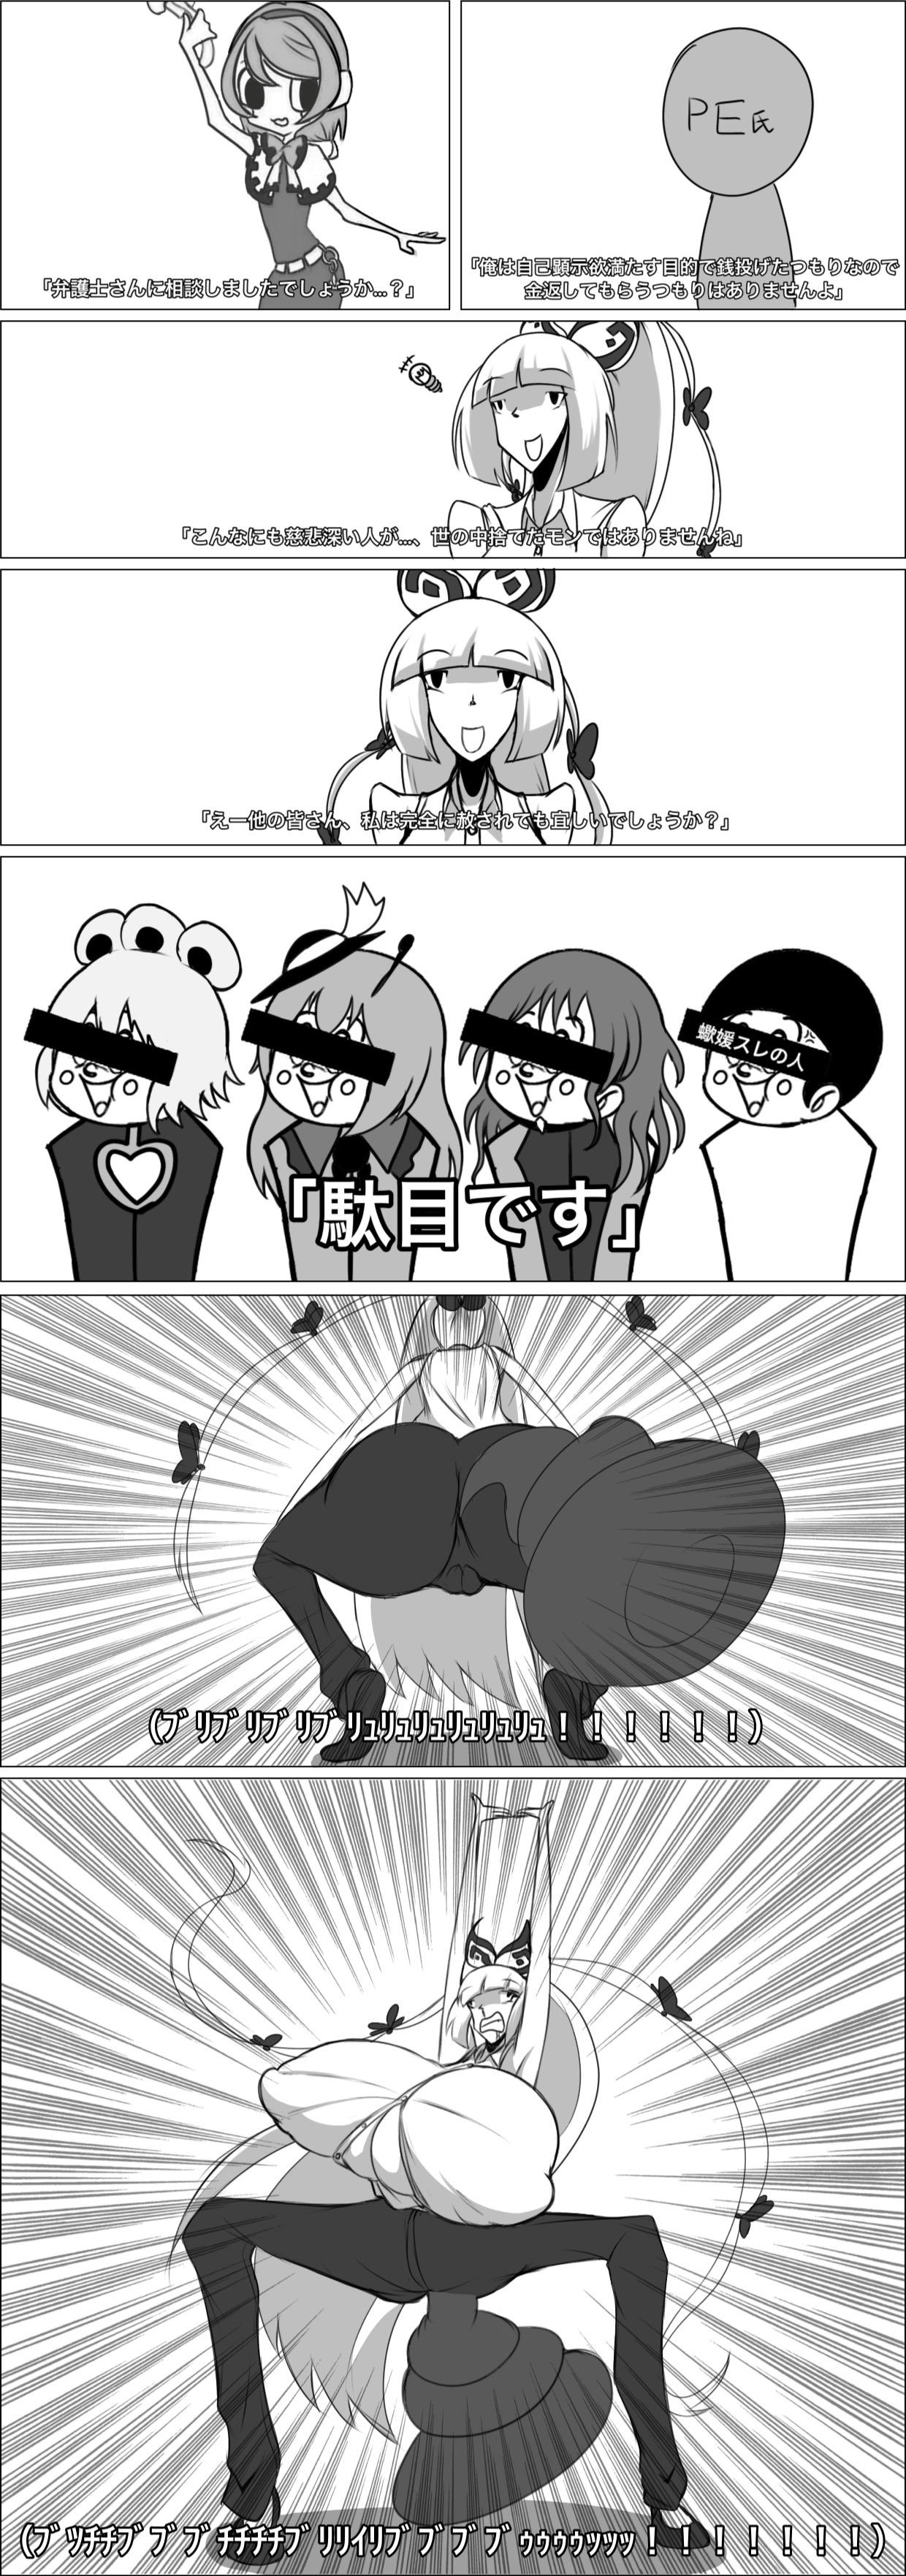 「弁護士さんに相談しましたでしょうか…？」
PE氏
「俺は自己顕示欲満たす目的で銭投げたつもりなので
金返してもらうつもりはありませんよ」
「こんなにも慈悲深い人が…、世の中捨てたモンではありませんね」
「えー他の皆さん、私は完全に赦されても宜しいでしょうか？」
蠍媛スレの人
「駄目です」
(ﾌﾞﾘﾌﾞﾘﾌﾞﾘﾌﾞﾘｭﾘｭﾘｭﾘｭﾘｭﾘｭ！！！！！！)
(ﾌﾞﾂﾁﾁﾌﾞﾌﾞﾌﾞﾁﾁﾁﾁﾌﾞﾘﾘｲﾘﾌﾞﾌﾞﾌﾞﾌﾞｩｩｩｩｯｯｯ！！！！！！！)